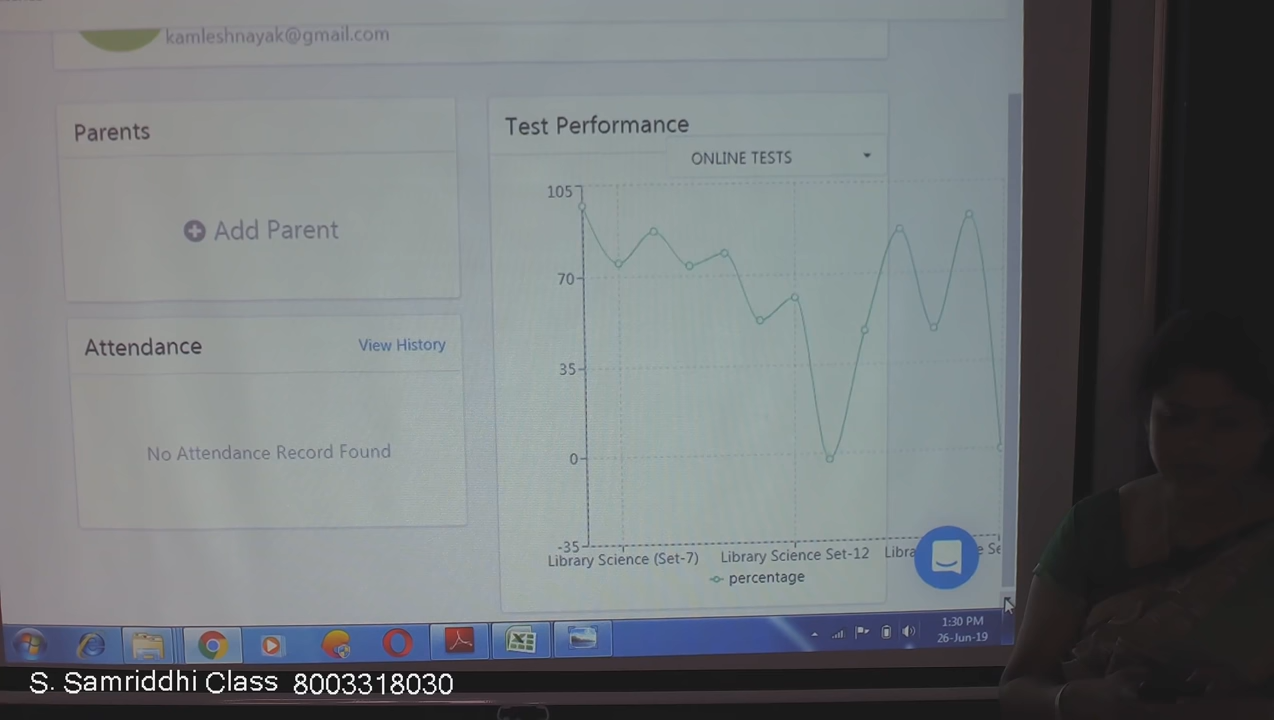 kamleshnayak@gmail.com
Parents
Add Parent
Attendance
View History
No Attendance Record Found
Test Performance
ONLINE TESTS
105
70
35
0
-35
Library Science (Set-7)
Library Science Set-12
percentage
1:30 PM
26-Jun-19
S. Samriddhi Class 8003318030